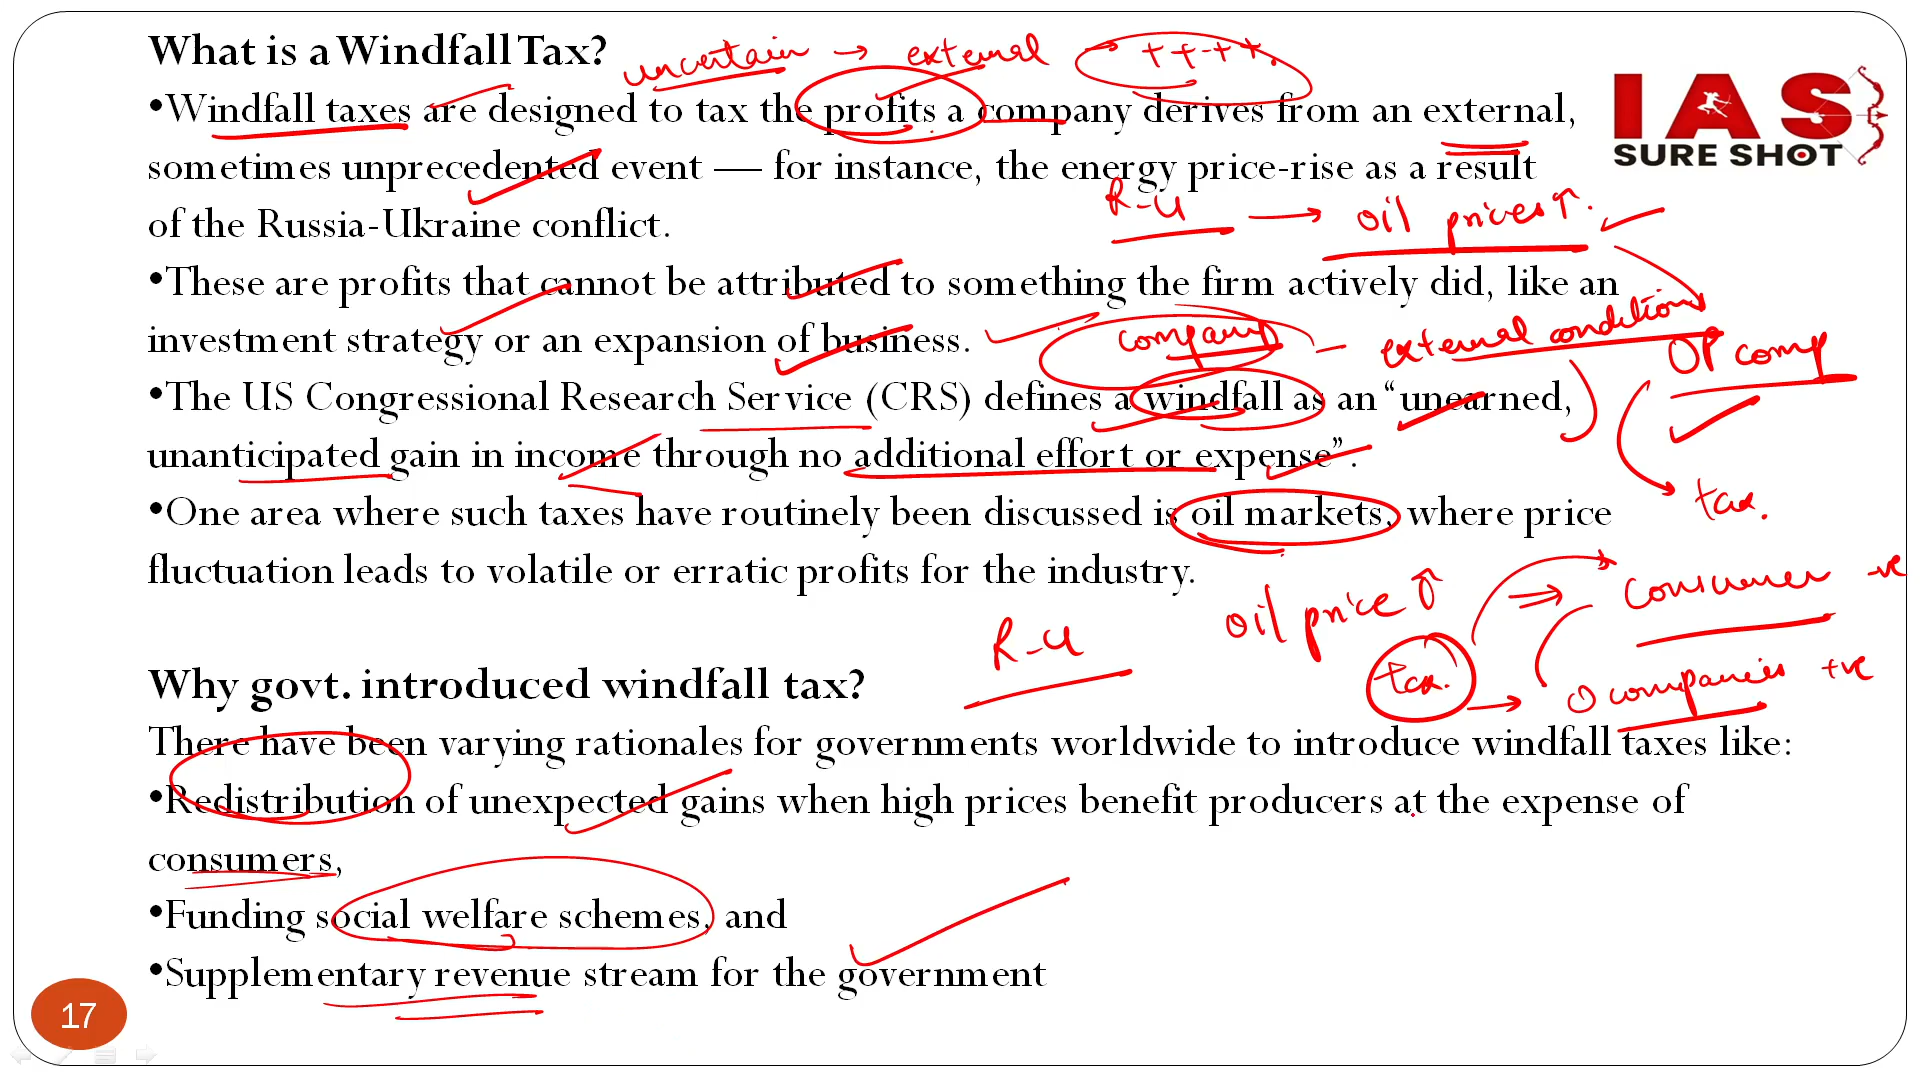 What is a Windfall Tax?
uncertain → external → ++++.
•Windfall taxes are designed to tax the profits a company derives from an external,
IAS
SURE SHOT
sometimes unprecedented event — for instance, the energy price-rise as a result
R-U → oil prices↑.
of the Russia-Ukraine conflict.
•These are profits that cannot be attributed to something the firm actively did, like an
investment strategy or an expansion of business.
company – external conditions
OP comp
•The US Congressional Research Service (CRS) defines a windfall as an “unearned,
unanticipated gain in income through no additional effort or expense”.
tax.
•One area where such taxes have routinely been discussed is oil markets, where price
fluctuation leads to volatile or erratic profits for the industry.
R-U
oil price ↑ → Consumer -ve
tax. → O companies +ve
Why govt. introduced windfall tax?
There have been varying rationales for governments worldwide to introduce windfall taxes like:
•Redistribution of unexpected gains when high prices benefit producers at the expense of
consumers,
•Funding social welfare schemes, and
•Supplementary revenue stream for the government
17